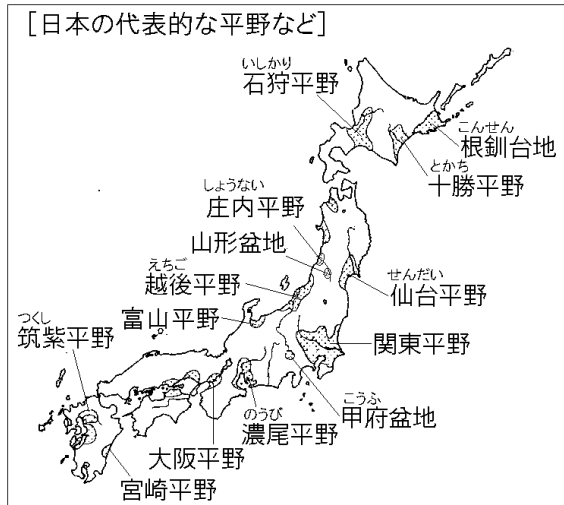 [日本の代表的な平野など]
いしかり
石狩平野
こんせん
根釧台地
とかち
十勝平野
しょうない
庄内平野
山形盆地
えちご
越後平野
せんだい
仙台平野
つくし
筑紫平野
富山平野
関東平野
こうふ
甲府盆地
のうび
濃尾平野
大阪平野
宮崎平野